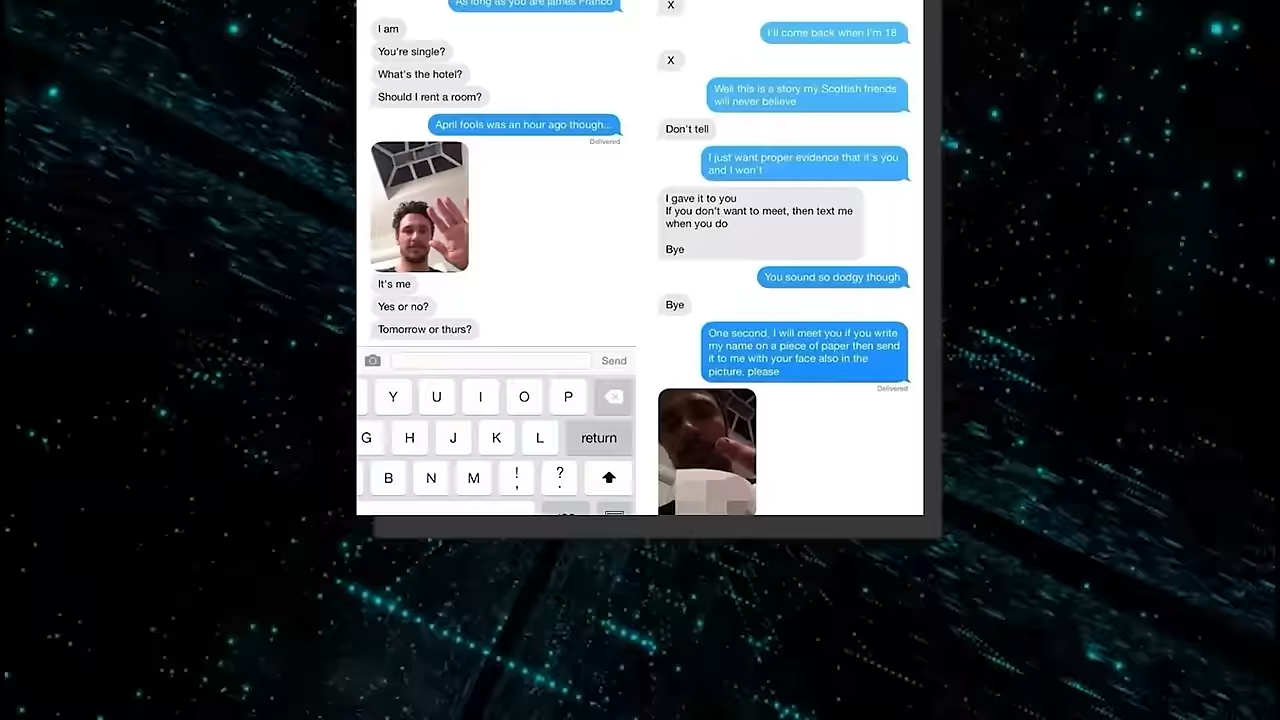 As long as you are james Franco
I am
You're single?
What's the hotel?
Should I rent a room?
April fools was an hour ago though...
Delivered
It's me
Yes or no?
Tomorrow or thurs?
Send
Y U I O P
G H J K L return
B N M ! , ? .
X
I'll come back when I'm 18
X
Well this is a story my Scottish friends
will never believe
Don't tell
I just want proper evidence that it's you
and I won't
I gave it to you
If you don't want to meet, then text me
when you do
Bye
You sound so dodgy though
Bye
One second, I will meet you if you write
my name on a piece of paper then send
it to me with your face also in the
picture, please
Delivered